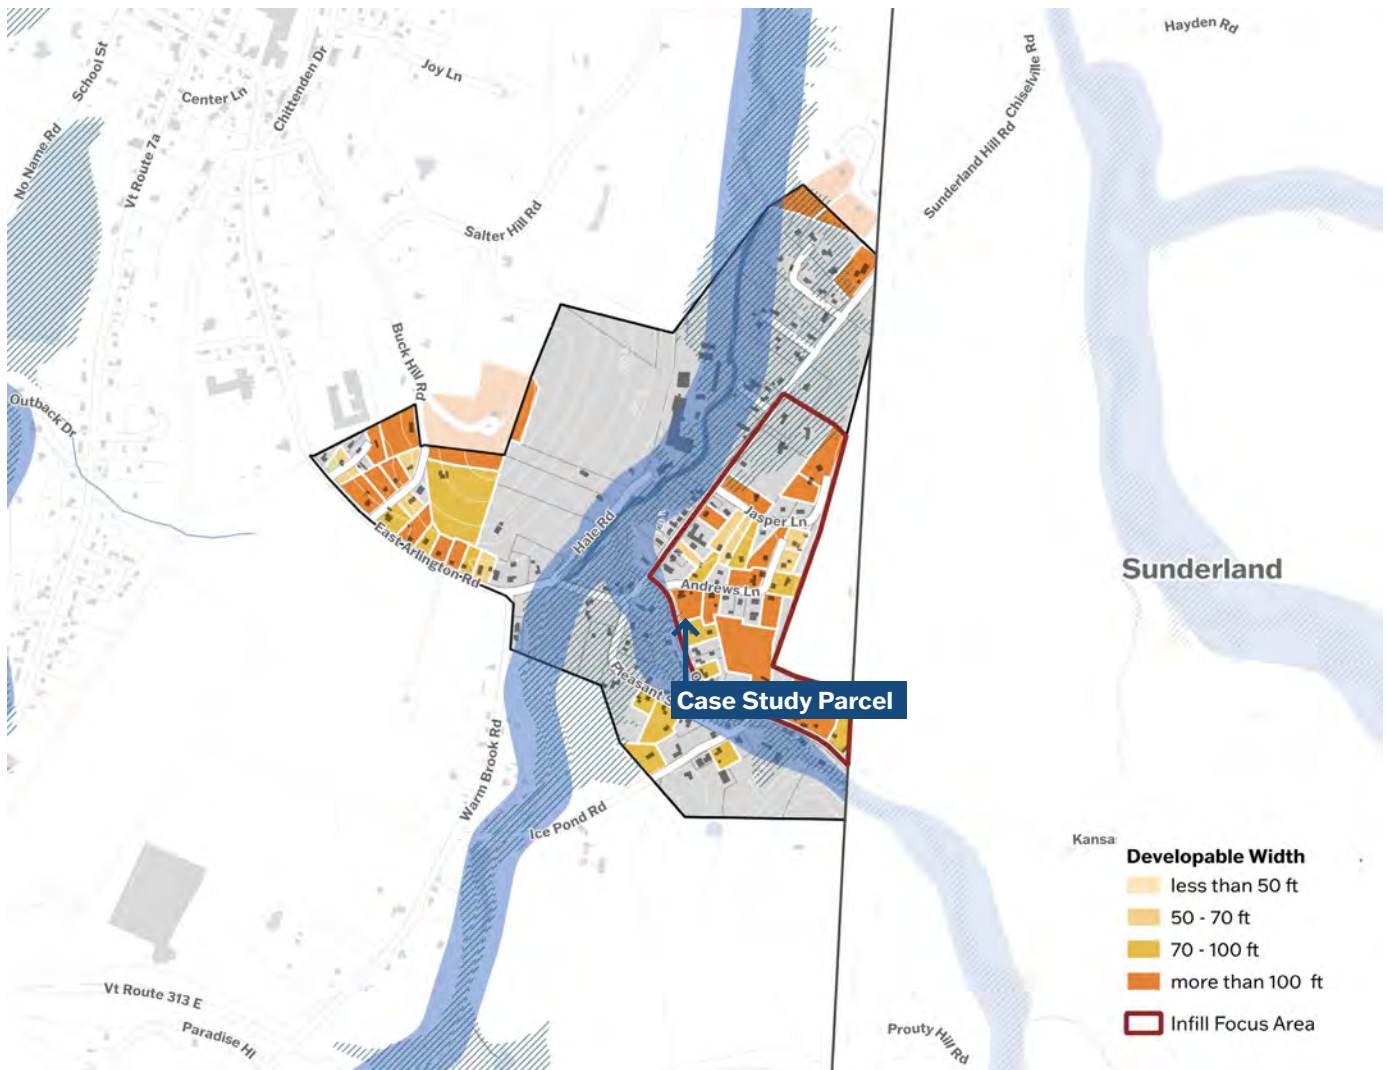 Hayden Rd
School St
Joy Ln
Chittenden Dr
Center Ln
Chiselville Rd
No Name Rd
Vt Route 7a
Sunderland Hill Rd
Salter Hill Rd
Buck Hill Rd
Outback Dr
Jasper Ln
Hale Rd
East Arlington Rd
Andrews Ln
Sunderland
Pleasant S
Case Study Parcel
Warm Brook Rd
Ice Pond Rd
Kansa
Developable Width
less than 50 ft
50 - 70 ft
70 - 100 ft
more than 100 ft
Infill Focus Area
Vt Route 313 E
Paradise Hl
Prouty Hill Rd